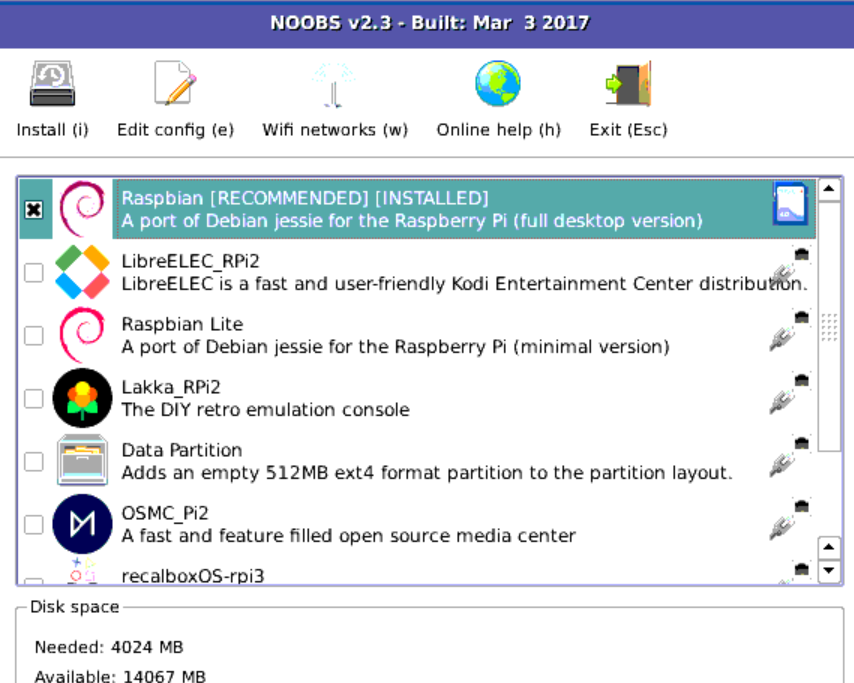 NOOBS v2.3 - Built: Mar 3 2017
Install (i)
Edit config (e)
Wifi networks (w)
Online help (h)
Exit (Esc)
Raspbian [RECOMMENDED] [INSTALLED]
A port of Debian jessie for the Raspberry Pi (full desktop version)
LibreELEC_RPi2
LibreELEC is a fast and user-friendly Kodi Entertainment Center distribution.
Raspbian Lite
A port of Debian jessie for the Raspberry Pi (minimal version)
Lakka_RPi2
The DIY retro emulation console
Data Partition
Adds an empty 512MB ext4 format partition to the partition layout.
OSMC_Pi2
A fast and feature filled open source media center
recalboxOS-rpi3
Disk space
Needed: 4024 MB
Available: 14067 MB